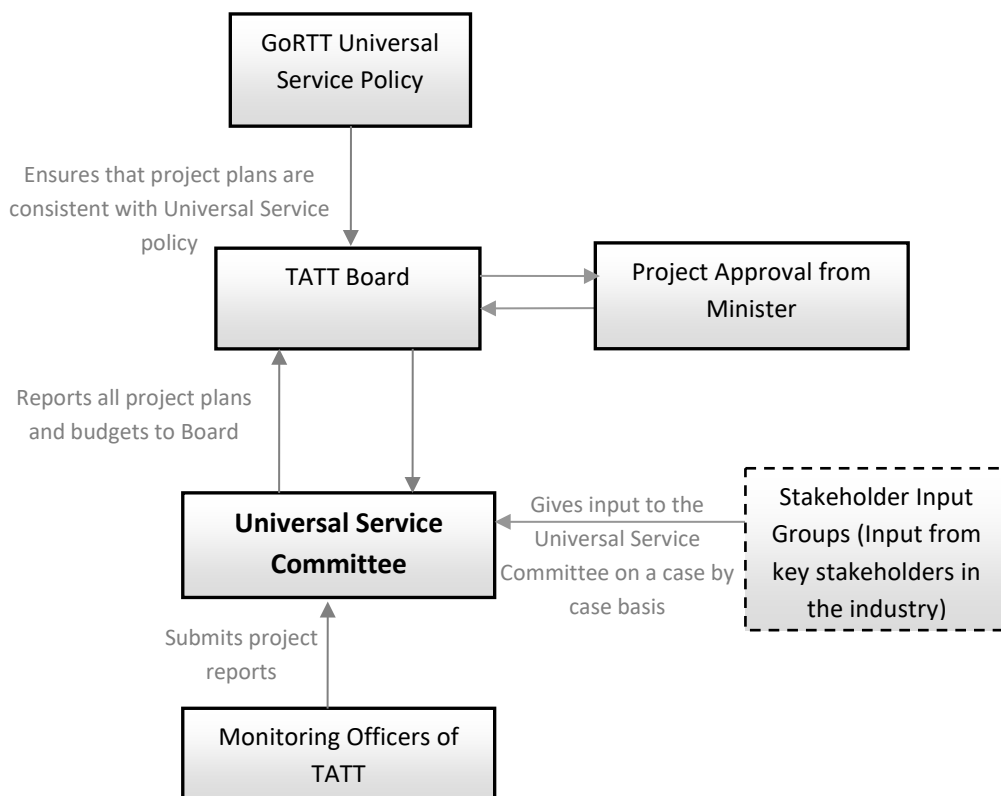 GoRTT Universal
Service Policy
Ensures that project plans are
consistent with Universal Service
policy
TATT Board
Project Approval from
Minister
Reports all project plans
and budgets to Board
Universal Service
Committee
Gives input to the
Universal Service
Committee on a case by
case basis
Stakeholder Input
Groups (Input from
key stakeholders in
the industry)
Submits project
reports
Monitoring Officers of
TATT